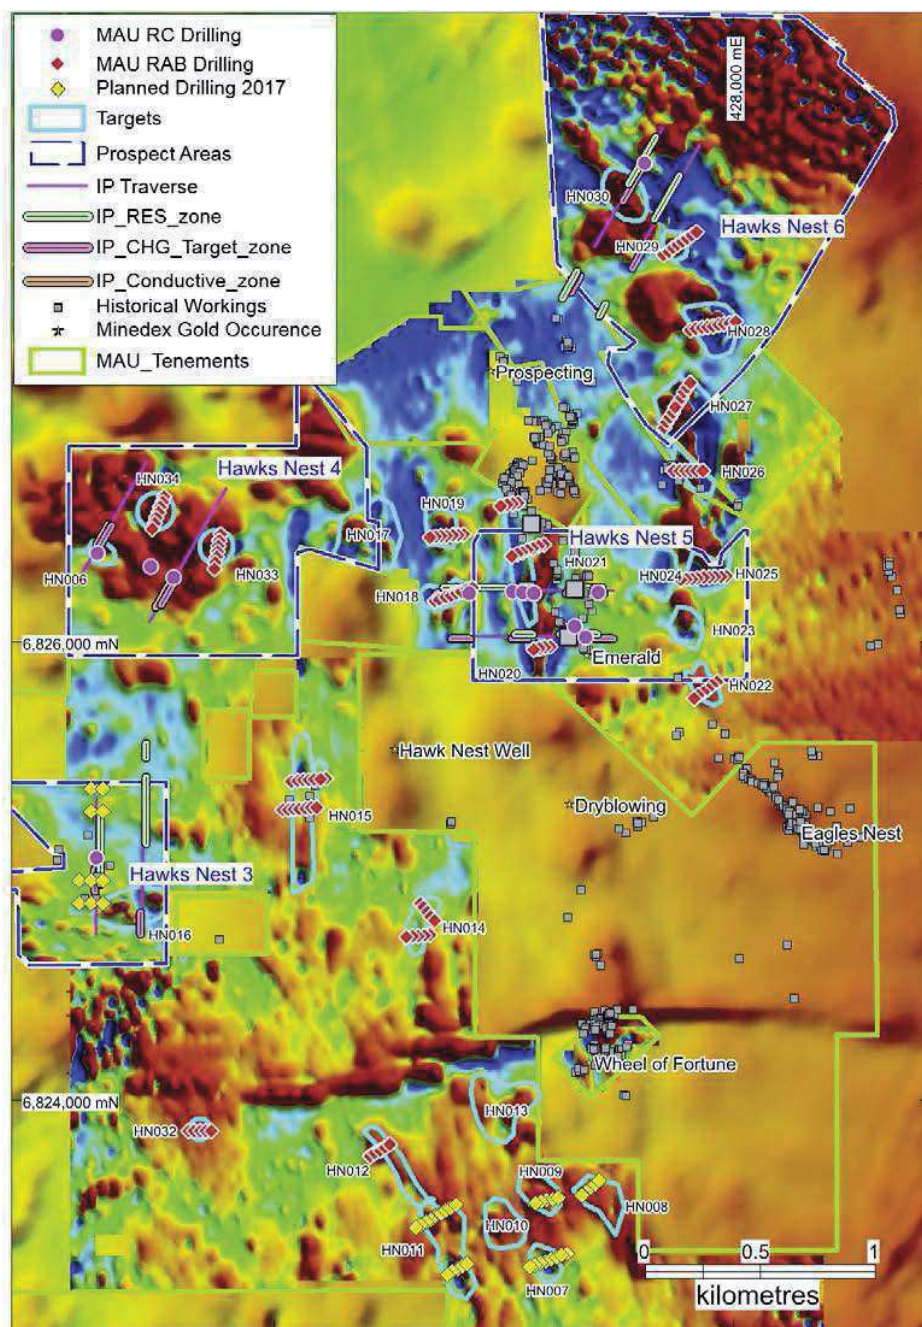 MAU RC Drilling
MAU RAB Drilling
Planned Drilling 2017
Targets
Prospect Areas
IP Traverse
IP_RES_zone
IP_CHG_Target_zone
IP_Conductive_zone
Historical Workings
Minedex Gold Occurence
MAU_Tenements
428,000 mE
HN030
Hawks Nest 6
HN029
HN028
Prospecting
HN027
Hawks Nest 4
HN026
HN034
HN019
HN017
Hawks Nest 5
HN006
HN033
HN021
HN024
HN025
HN018
HN023
6,826,000 mN
Emerald
HN020
HN022
Hawk Nest Well
Dryblowing
HN015
Eagles Nest
Hawks Nest 3
HN014
HN016
Wheel of Fortune
6,824,000 mN
HN013
HN032
HN012
HN009
HN008
HN010
HN011
HN007
0 0.5 1
kilometres